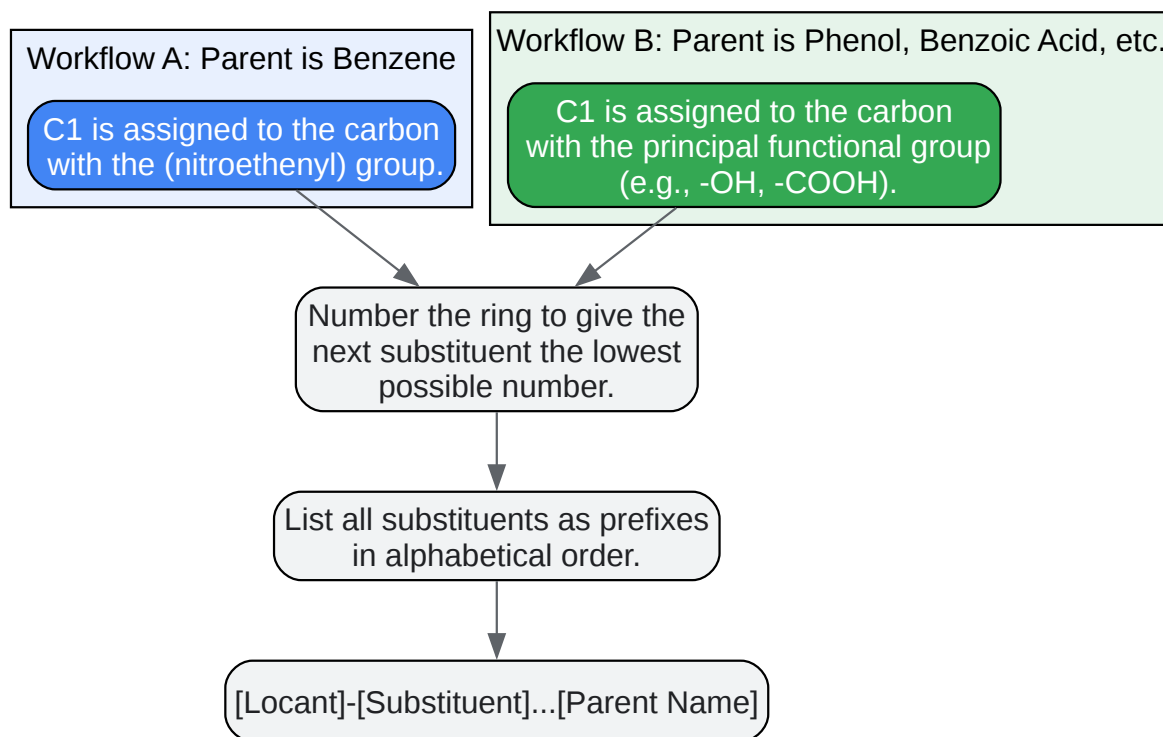 Workflow A: Parent is Benzene
C1 is assigned to the carbon
with the (nitroethenyl) group.
Workflow B: Parent is Phenol, Benzoic Acid, etc.
C1 is assigned to the carbon
with the principal functional group
(e.g., -OH, -COOH).
Number the ring to give the
next substituent the lowest
possible number.
List all substituents as prefixes
in alphabetical order.
[Locant]-[Substituent]...[Parent Name]